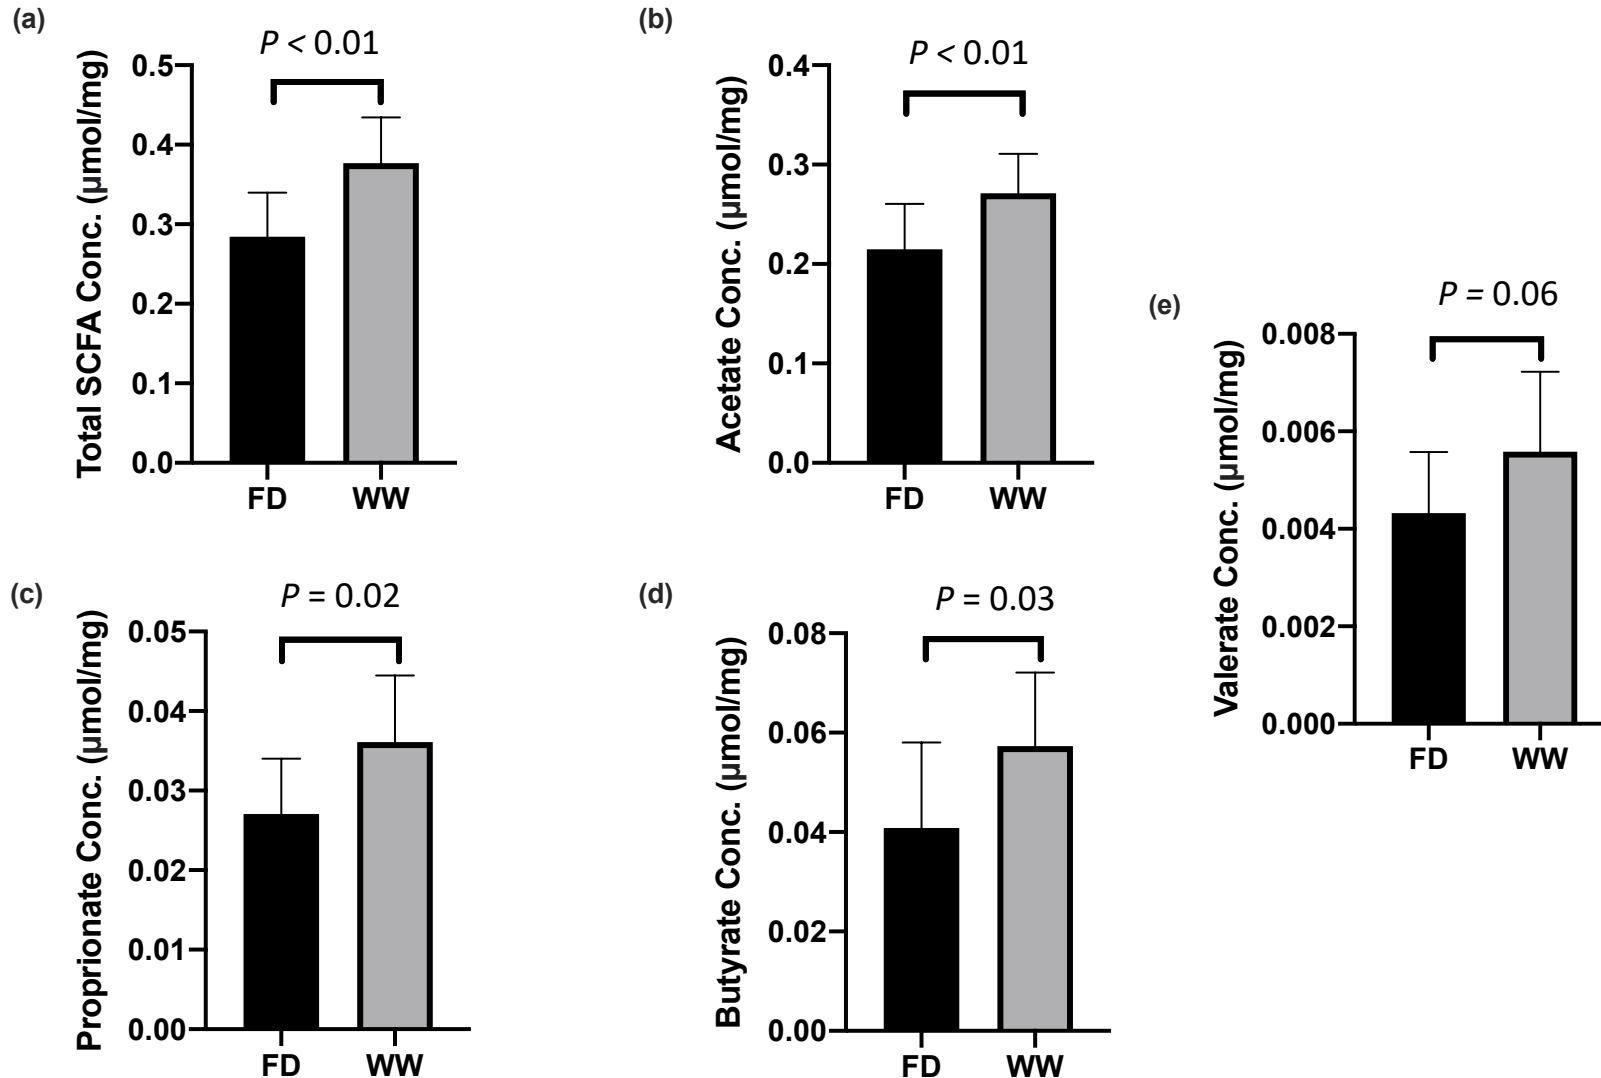 (a)
P < 0.01
Total SCFA Conc. (μmol/mg)
0.5
0.4
0.3
0.2
0.1
0.0
FD
WW
(b)
P < 0.01
Acetate Conc. (μmol/mg)
0.4
0.3
0.2
0.1
0.0
FD
WW
(c)
P = 0.02
Proprionate Conc. (μmol/mg)
0.05
0.04
0.03
0.02
0.01
0.00
FD
WW
(d)
P = 0.03
Butyrate Conc. (μmol/mg)
0.08
0.06
0.04
0.02
0.00
FD
WW
(e)
P = 0.06
Valerate Conc. (μmol/mg)
0.008
0.006
0.004
0.002
0.000
FD
WW